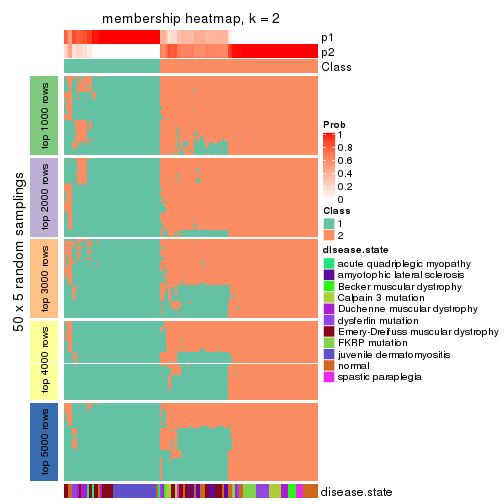 membership heatmap, k = 2
p1
p2
Class
50 x 5 random samplings
top 1000 rows
top 2000 rows
top 3000 rows
top 4000 rows
top 5000 rows
Prob
1
0.8
0.6
0.4
0.2
0
Class
1
2
disease.state
acute quadriplegic myopathy
amyotophic lateral sclerosis
Becker muscular dystrophy
Calpain 3 mutation
Duchenne muscular dystrophy
dysferlin mutation
Emery-Dreifuss muscular dystrophy
FKRP mutation
juvenile dermatomyositis
normal
spastic paraplegia
disease.state